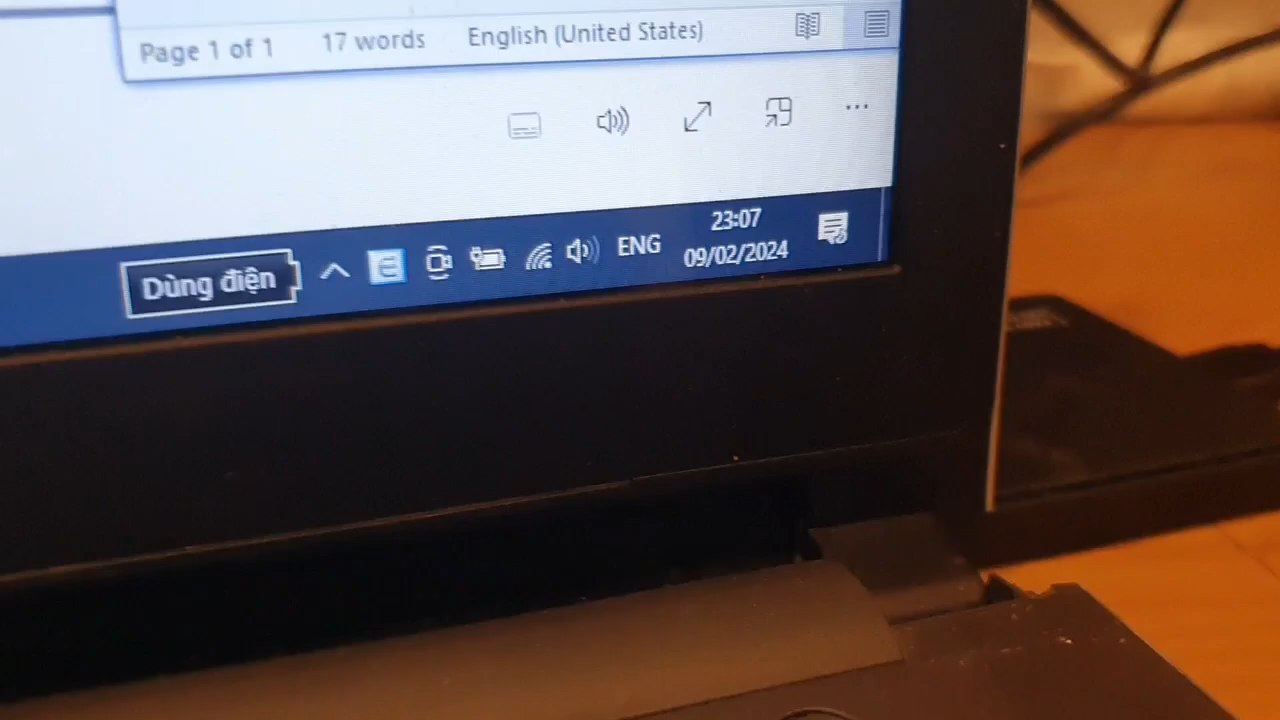 Page 1 of 1 17 words English (United States)
Dùng điện ENG 23:07
09/02/2024